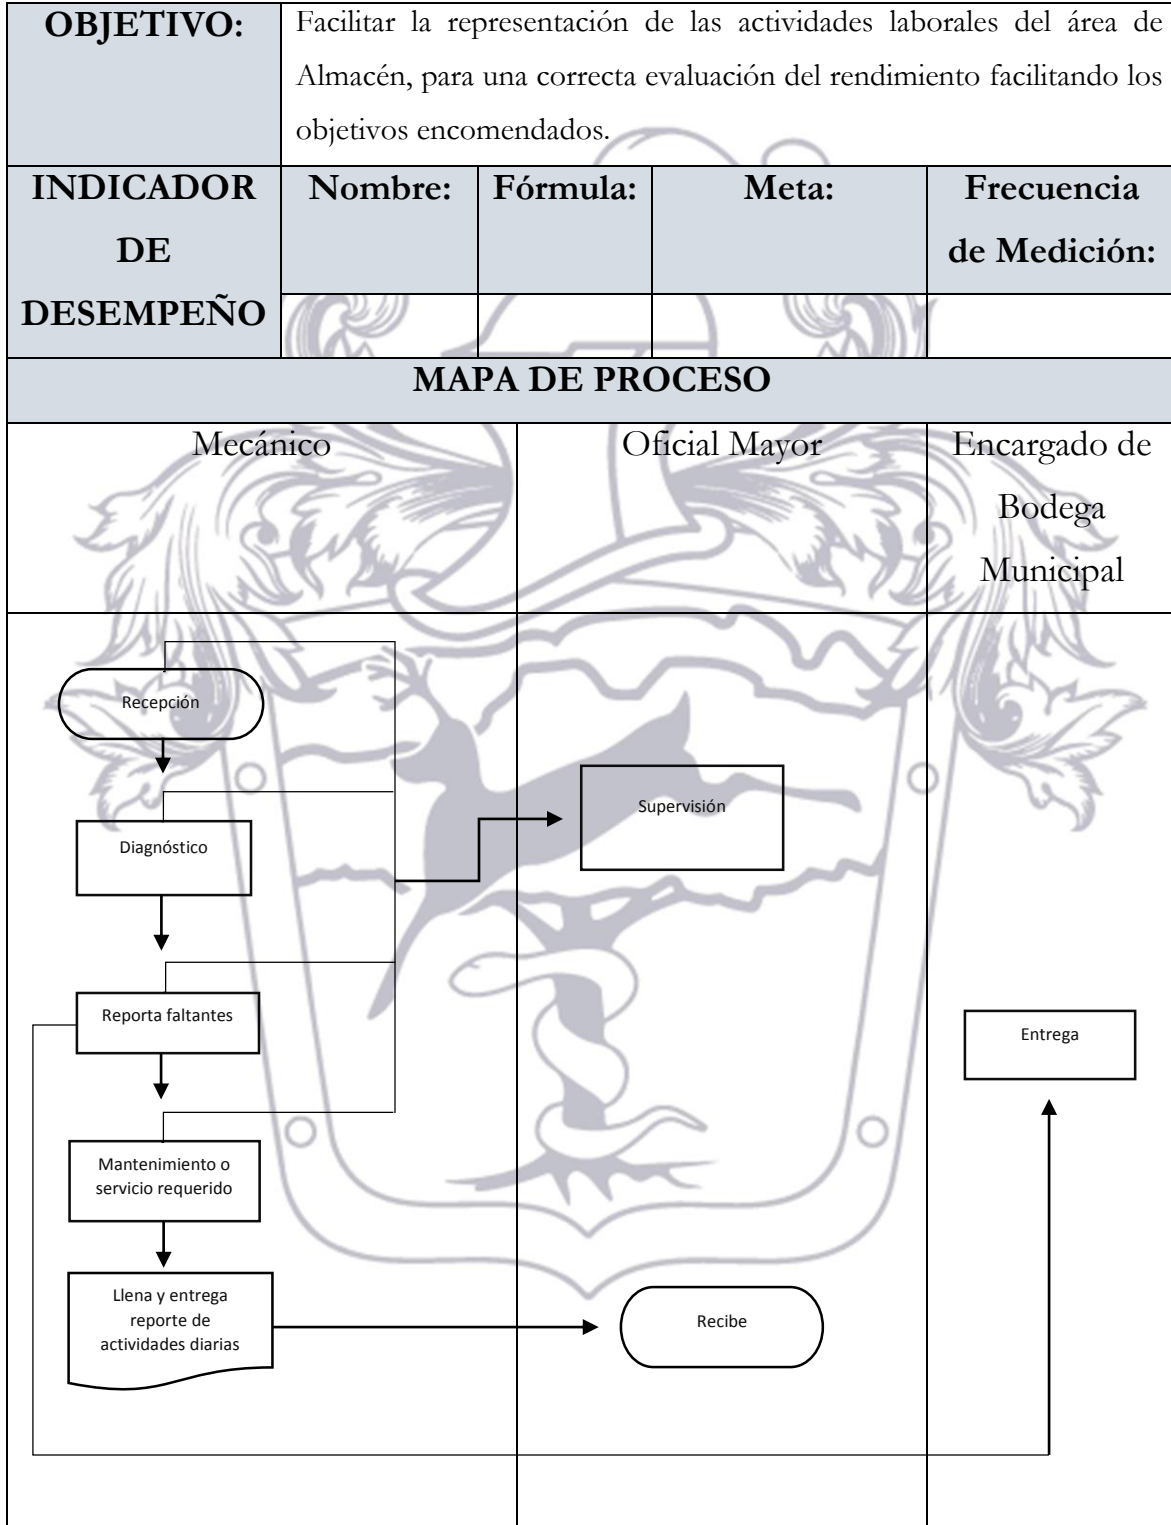 OBJETIVO:
Facilitar la representación de las actividades laborales del área de
Almacén, para una correcta evaluación del rendimiento facilitando los
objetivos encomendados.
INDICADOR
DE
DESEMPEÑO
Nombre:
Fórmula:
Meta:
Frecuencia
de Medición:
MAPA DE PROCESO
Mecánico
Oficial Mayor
Encargado de
Bodega
Municipal
Recepción
Supervisión
Diagnóstico
Reporta faltantes
Entrega
Mantenimiento o
servicio requerido
Llena y entrega
reporte de
actividades diarias
Recibe